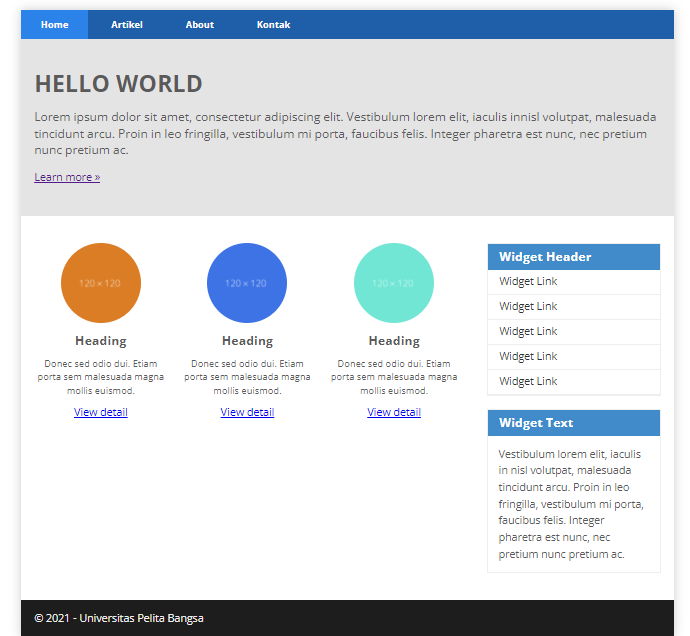 Home Artikel About Kontak
HELLO WORLD
Lorem ipsum dolor sit amet, consectetur adipiscing elit. Vestibulum lorem elit, iaculis innisl volutpat, malesuada
tincidunt arcu. Proin in leo fringilla, vestibulum mi porta, faucibus felis. Integer pharetra est nunc, nec pretium
nunc pretium ac.
Learn more »
120 × 120
Heading
Donec sed odio dui. Etiam
porta sem malesuada magna
mollis euismod.
View detail
120 × 120
Heading
Donec sed odio dui. Etiam
porta sem malesuada magna
mollis euismod.
View detail
120 × 120
Heading
Donec sed odio dui. Etiam
porta sem malesuada magna
mollis euismod.
View detail
Widget Header
Widget Link
Widget Link
Widget Link
Widget Link
Widget Link
Widget Text
Vestibulum lorem elit, iaculis
in nisl volutpat, malesuada
tincidunt arcu. Proin in leo
fringilla, vestibulum mi porta,
faucibus felis. Integer
pharetra est nunc, nec
pretium nunc pretium ac.
© 2021 - Universitas Pelita Bangsa